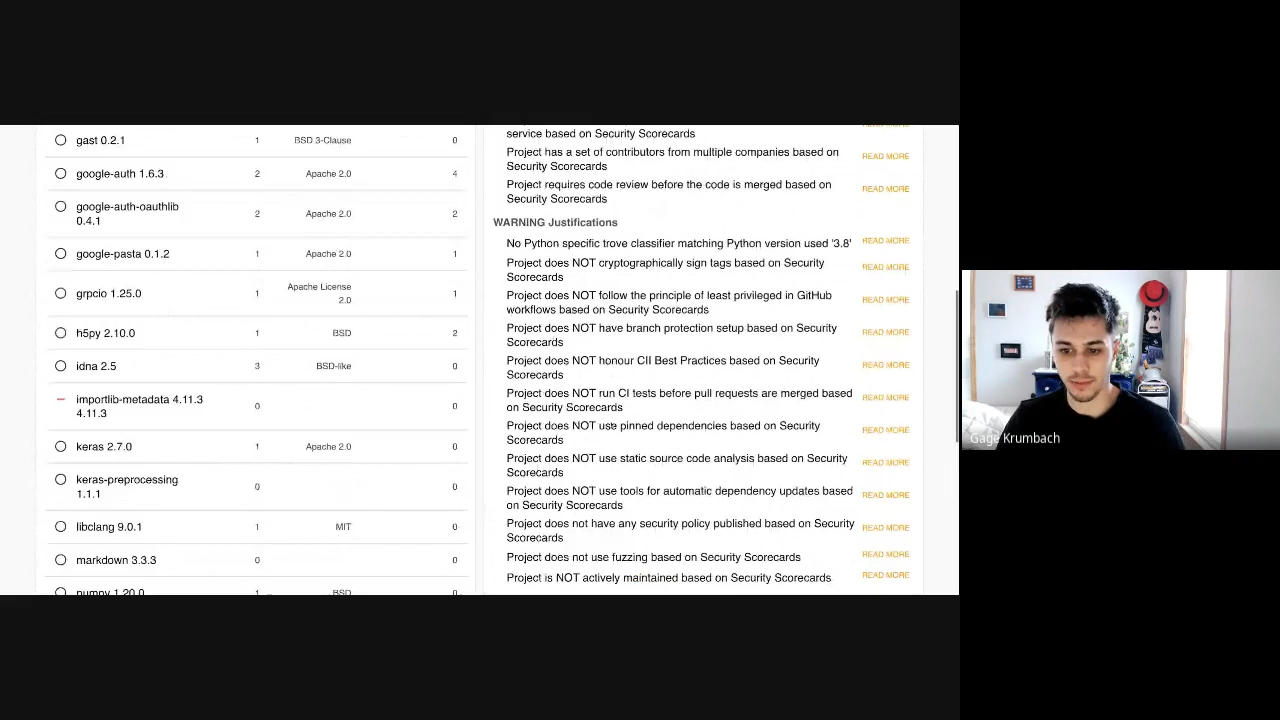 gast 0.2.1 1 BSD 3-Clause 0
google-auth 1.6.3 2 Apache 2.0 4
google-auth-oauthlib
0.4.1 2 Apache 2.0 2
google-pasta 0.1.2 1 Apache 2.0 1
grpcio 1.25.0 1 Apache License
2.0 1
h5py 2.10.0 1 BSD 2
idna 2.5 3 BSD-like 0
importlib-metadata 4.11.3
4.11.3 0 0
keras 2.7.0 1 Apache 2.0 0
keras-preprocessing
1.1.1 0 0
libclang 9.0.1 1 MIT 0
markdown 3.3.3 0 0
numpy 1.20.0 1 BSD 0
service based on Security Scorecards
Project has a set of contributors from multiple companies based on READ MORE
Security Scorecards
Project requires code review before the code is merged based on READ MORE
Security Scorecards
WARNING Justifications
No Python specific trove classifier matching Python version used '3.8' READ MORE
Project does NOT cryptographically sign tags based on Security READ MORE
Scorecards
Project does NOT follow the principle of least privileged in GitHub READ MORE
workflows based on Security Scorecards
Project does NOT have branch protection setup based on Security READ MORE
Scorecards
Project does NOT honour CII Best Practices based on Security READ MORE
Scorecards
Project does NOT run CI tests before pull requests are merged based READ MORE
on Security Scorecards
Project does NOT use pinned dependencies based on Security READ MORE
Scorecards
Project does NOT use static source code analysis based on Security READ MORE
Scorecards
Project does NOT use tools for automatic dependency updates based READ MORE
on Security Scorecards
Project does not have any security policy published based on Security READ MORE
Scorecards
Project does not use fuzzing based on Security Scorecards READ MORE
Project is NOT actively maintained based on Security Scorecards READ MORE
Gage Krumbach